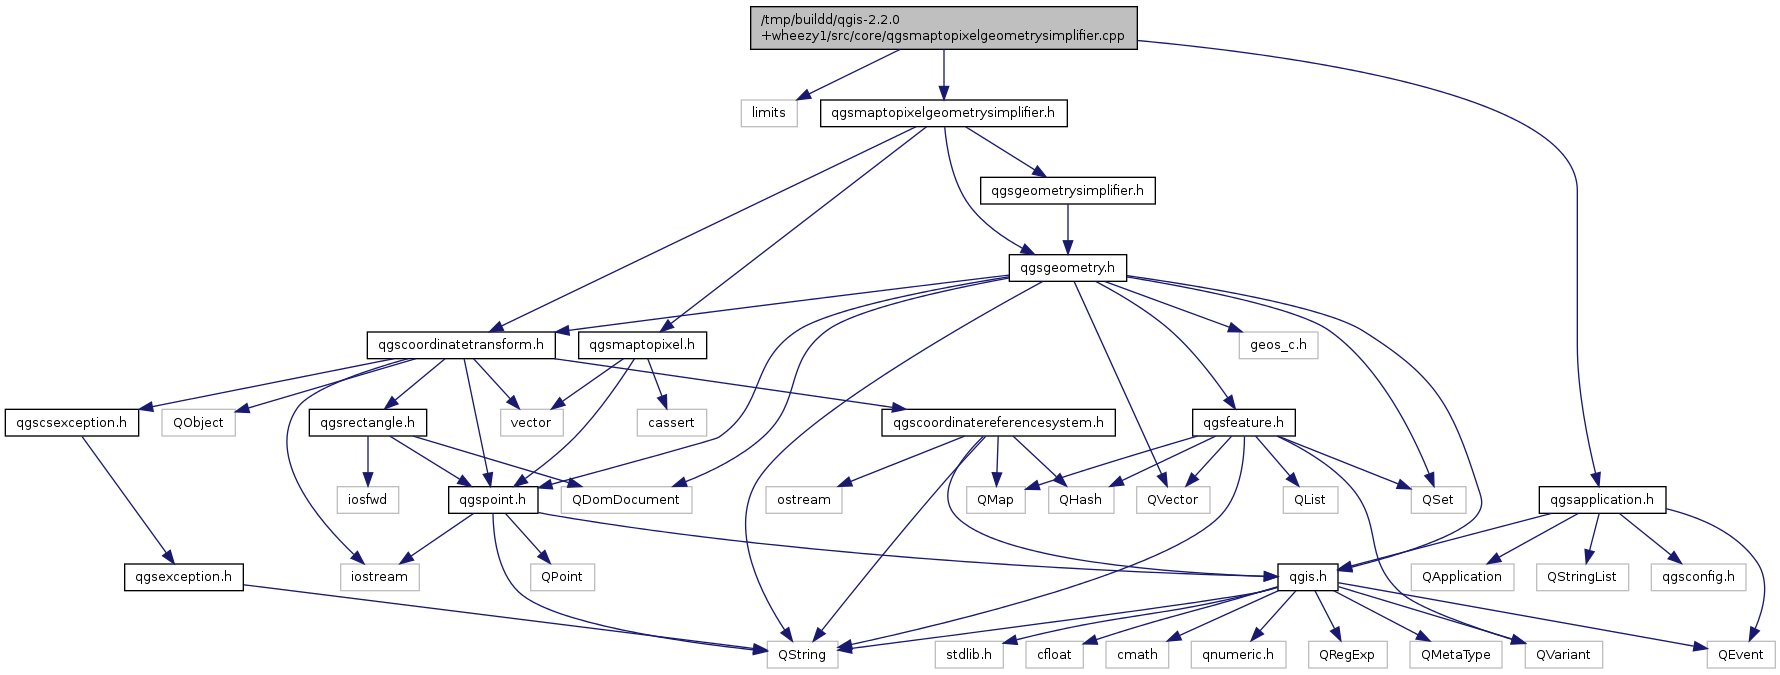 /tmp/buildd/qgis-2.2.0
+wheezy1/src/core/qgsmaptopixelgeometrysimplifier.cpp
limits
qgsmaptopixelgeometrysimplifier.h
qgsgeometrysimplifier.h
qgsgeometry.h
qgscoordinatetransform.h
qgsmaptopixel.h
geos_c.h
qgscsexception.h
QObject
qgsrectangle.h
vector
cassert
qgscoordinatereferencesystem.h
qgsfeature.h
iosfwd
qgspoint.h
QDomDocument
ostream
QMap
QHash
QVector
QList
QSet
qgsapplication.h
qgsexception.h
iostream
QPoint
qgis.h
QApplication
QStringList
qgsconfig.h
QString
stdlib.h
cfloat
cmath
qnumeric.h
QRegExp
QMetaType
QVariant
QEvent